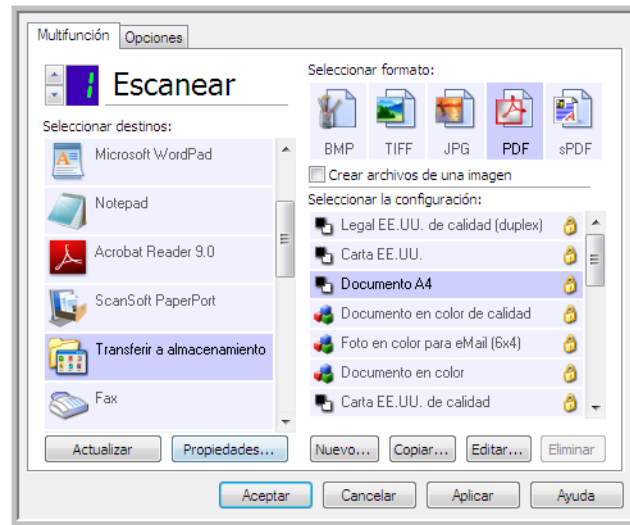 Multifunción
Opciones
1
Escanear
Seleccionar destinos:
Microsoft WordPad
Notepad
Acrobat Reader 9.0
ScanSoft PaperPort
Transferir a almacenamiento
Fax
Actualizar
Propiedades...
Seleccionar formato:
BMP
TIFF
JPG
PDF
sPDF
Crear archivos de una imagen
Seleccionar la configuración:
Legal EE.UU. de calidad (duplex)
Carta EE.UU.
Documento A4
Documento en color de calidad
Foto en color para eMail (6x4)
Documento en color
Carta EE.UU. de calidad
Nuevo...
Copiar...
Editar...
Eliminar
Aceptar
Cancelar
Aplicar
Ayuda